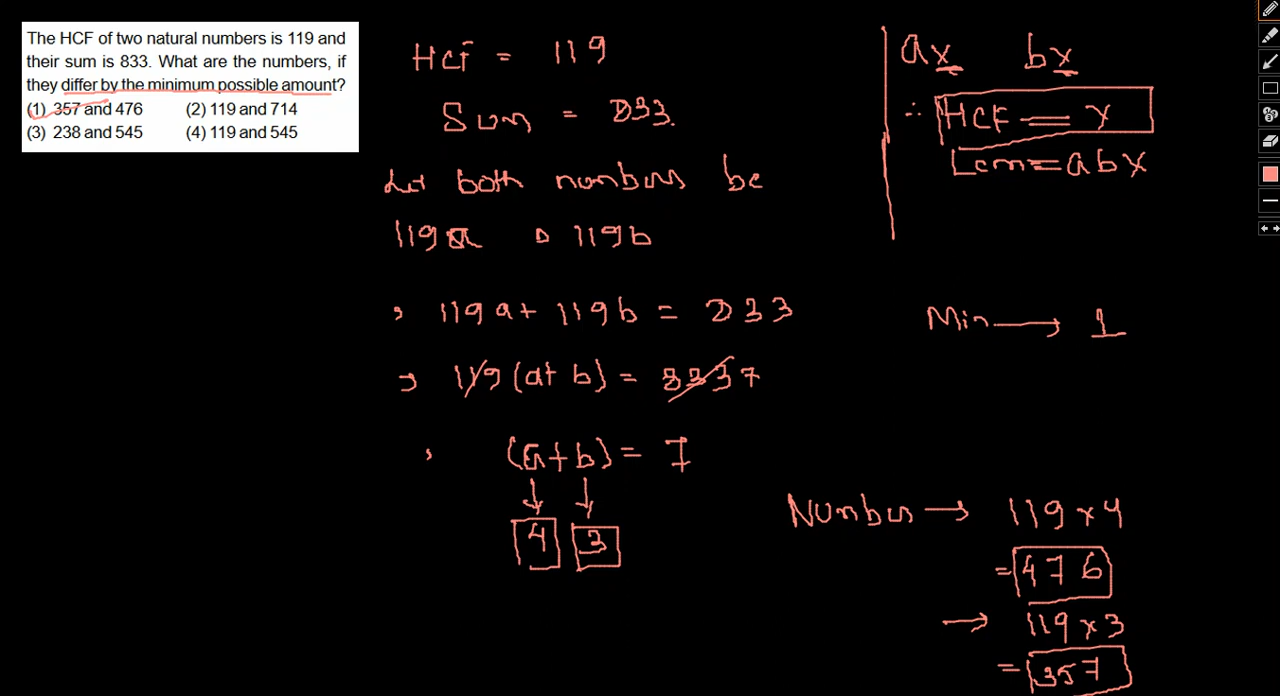 The HCF of two natural numbers is 119 and
their sum is 833. What are the numbers, if
they differ by the minimum possible amount?
(1) 357 and 476 (2) 119 and 714
(3) 238 and 545 (4) 119 and 545
HCF = 119
Sum = 833.
Let both numbers be
119a & 119b
⇒ 119a + 119b = 833
⇒ 119 (a+b) = 833 7
⇒ (a+b) = 7
4 3
ax bx
∴ HCF = x
Lcm = abx
Min → 1
Numbers → 119 × 4
= 476
→ 119 × 3
= 357